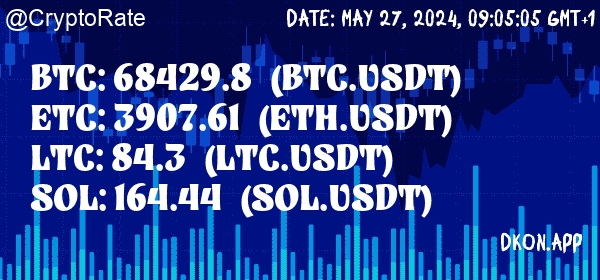 @CryptoRate
DATE: MAY 27, 2024, 09:05:05 GMT+1
BTC: 68429.8 (BTC.USDT)
ETC: 3907.61 (ETH.USDT)
LTC: 84.3 (LTC.USDT)
SOL: 164.44 (SOL.USDT)
DKON.APP